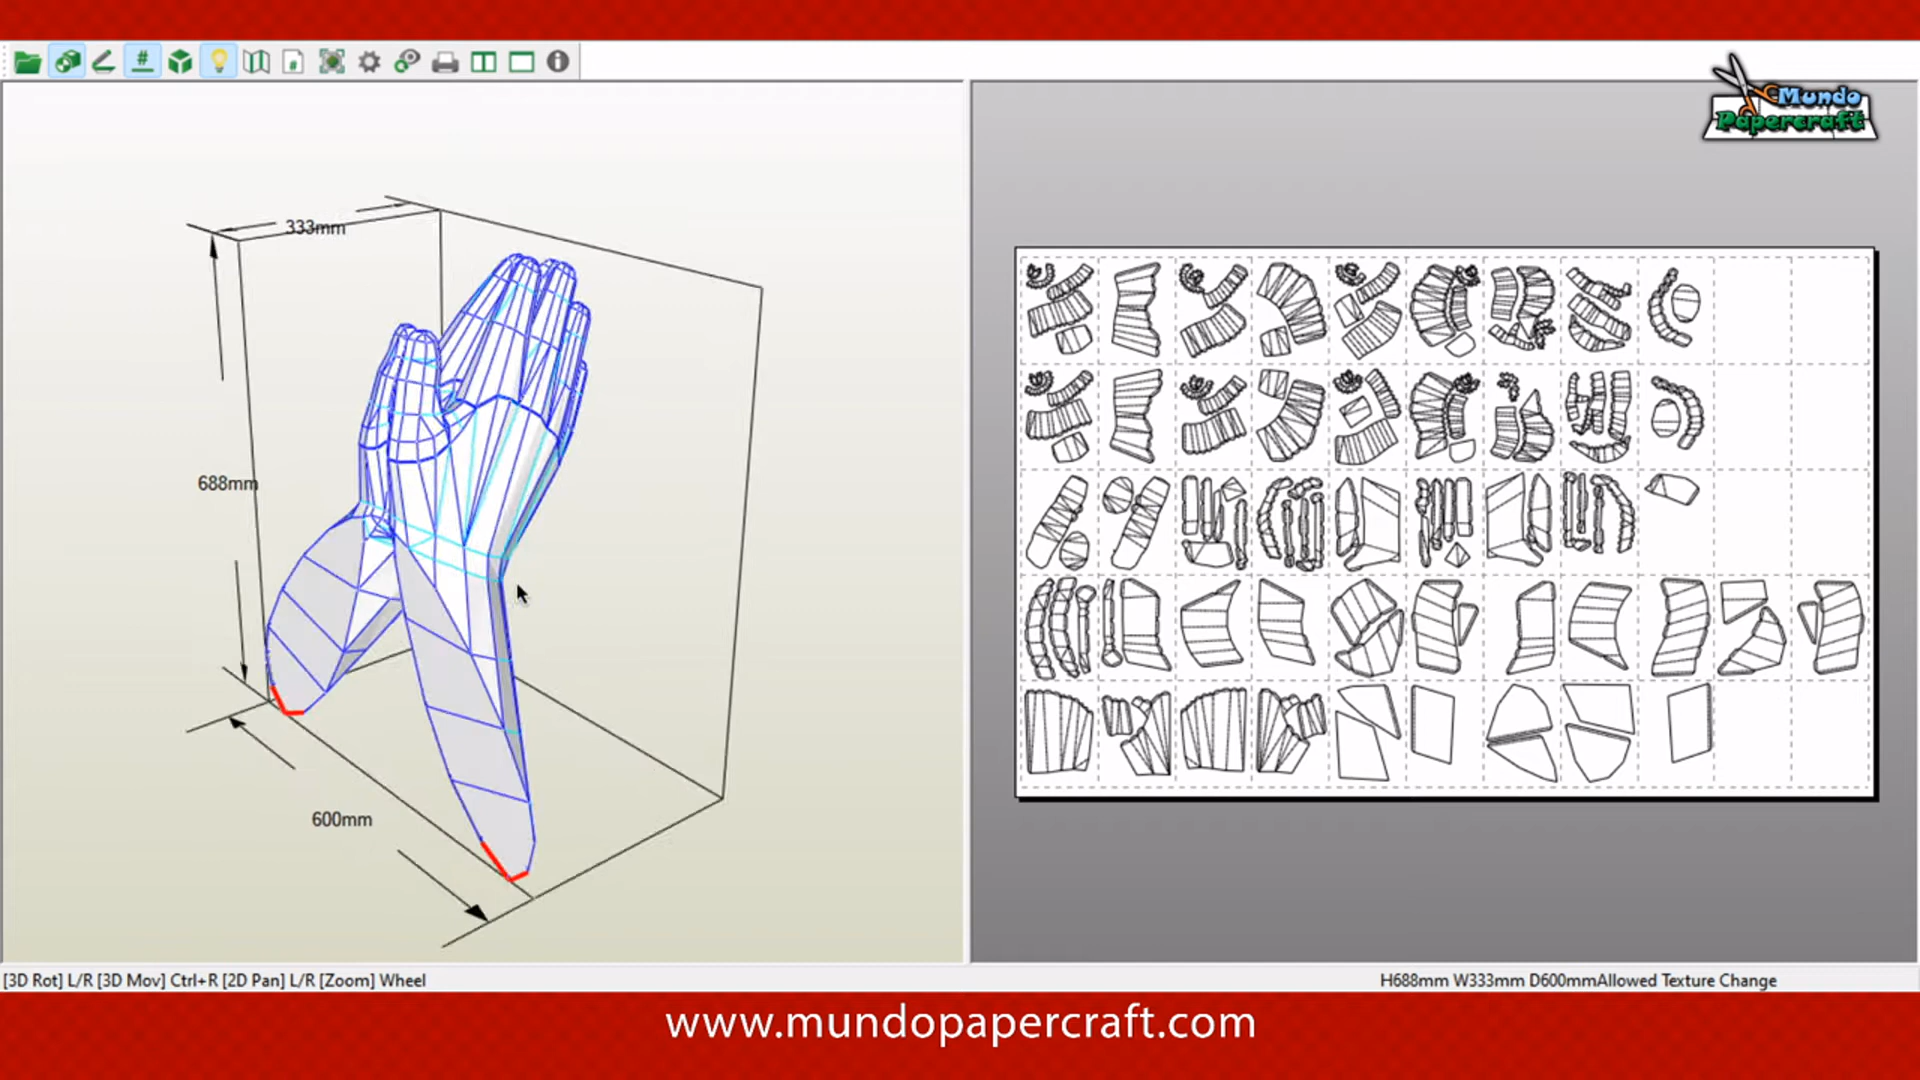 Mundo
Papercraft
333mm
688mm
600mm
[3D Rot] L/R [3D Mov] Ctrl+R [2D Pan] L/R [Zoom] Wheel
H688mm W333mm D600mmAllowed Texture Change
www.mundopapercraft.com